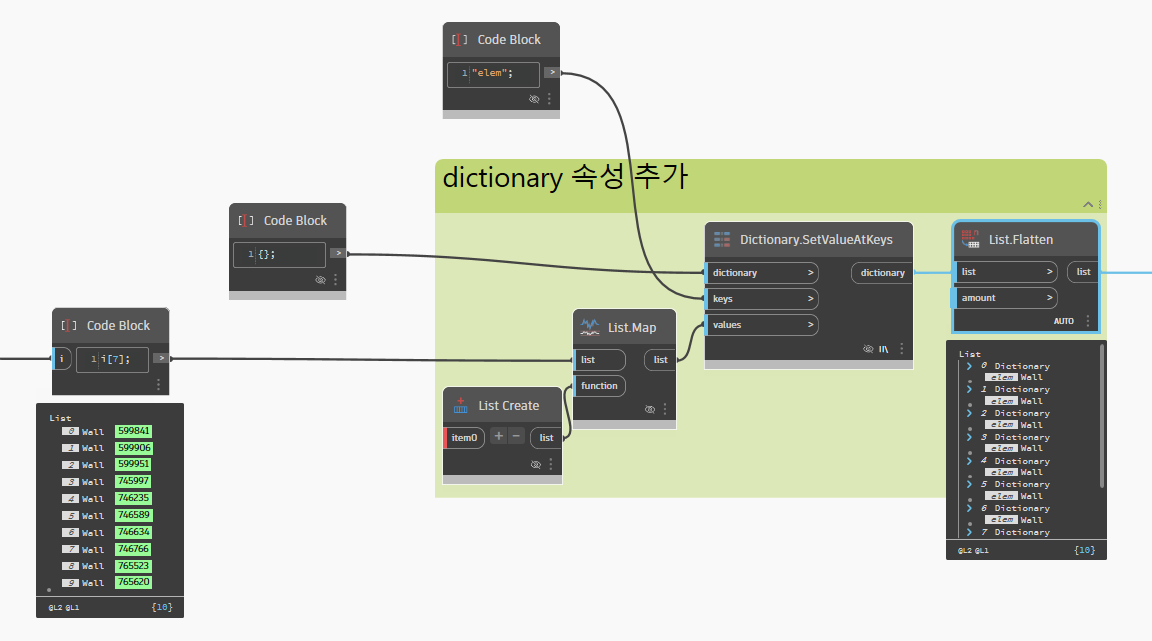 Code Block
1 "elem";
>
dictionary 속성 추가
Code Block
1 {};
>
Dictionary.SetValueAtKeys
dictionary >
dictionary
keys >
values >
List.Flatten
list >
list
amount >
AUTO
Code Block
i
1 i[7];
>
List.Map
list
list
function
List Create
item0
+ -
list
List
0 Wall 599841
1 Wall 599906
2 Wall 599951
3 Wall 745997
4 Wall 746235
5 Wall 746589
6 Wall 746634
7 Wall 746766
8 Wall 765523
9 Wall 765620
@L2 @L1 {10}
List
0 Dictionary
elem Wall
1 Dictionary
elem Wall
2 Dictionary
elem Wall
3 Dictionary
elem Wall
4 Dictionary
elem Wall
5 Dictionary
elem Wall
6 Dictionary
elem Wall
7 Dictionary
@L2 @L1 {10}